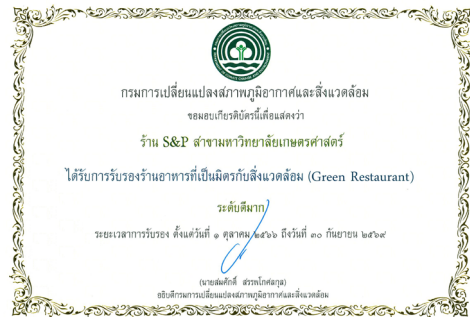 กรมการเปลี่ยนแปลงสภาพภูมิอากาศและสิ่งแวดล้อม
ขอมอบเกียรติบัตรนี้เพื่อแสดงว่า
ร้าน S&P สาขามหาวิทยาลัยเกษตรศาสตร์
ได้รับการรับรองร้านอาหารที่เป็นมิตรกับสิ่งแวดล้อม (Green Restaurant)
ระดับดีมาก
ระยะเวลาการรับรอง ตั้งแต่วันที่ ๑ ตุลาคม ๒๕๖๖ ถึงวันที่ ๓๐ กันยายน ๒๕๖๙
(นายสมศักดิ์ สรรพโกศลกุล)
อธิบดีกรมการเปลี่ยนแปลงสภาพภูมิอากาศและสิ่งแวดล้อม